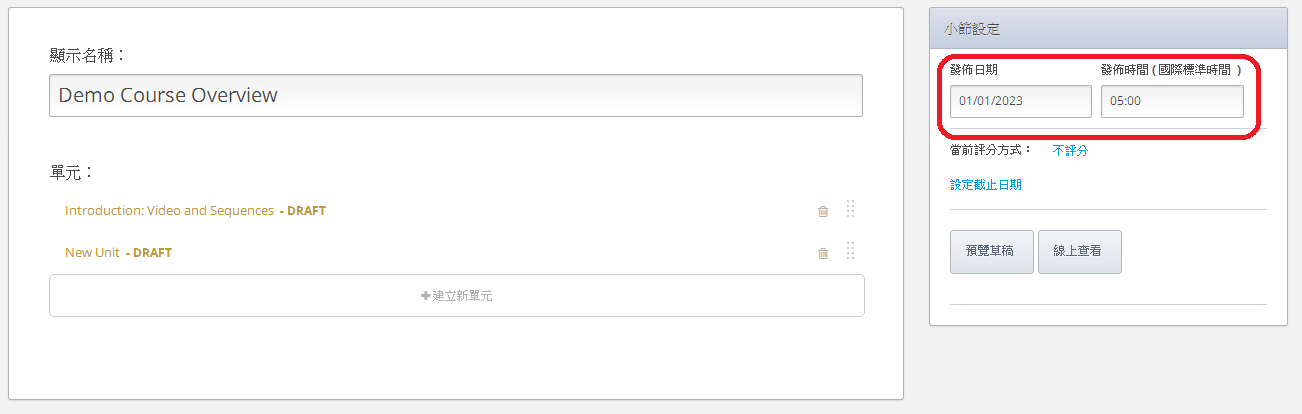 顯示名稱：
Demo Course Overview
單元：
Introduction: Video and Sequences - DRAFT
New Unit - DRAFT
+建立新單元
小節設定
發佈日期
發佈時間 ( 國際標準時間 )
01/01/2023
05:00
當前評分方式： 不評分
設定截止日期
預覽草稿
線上查看